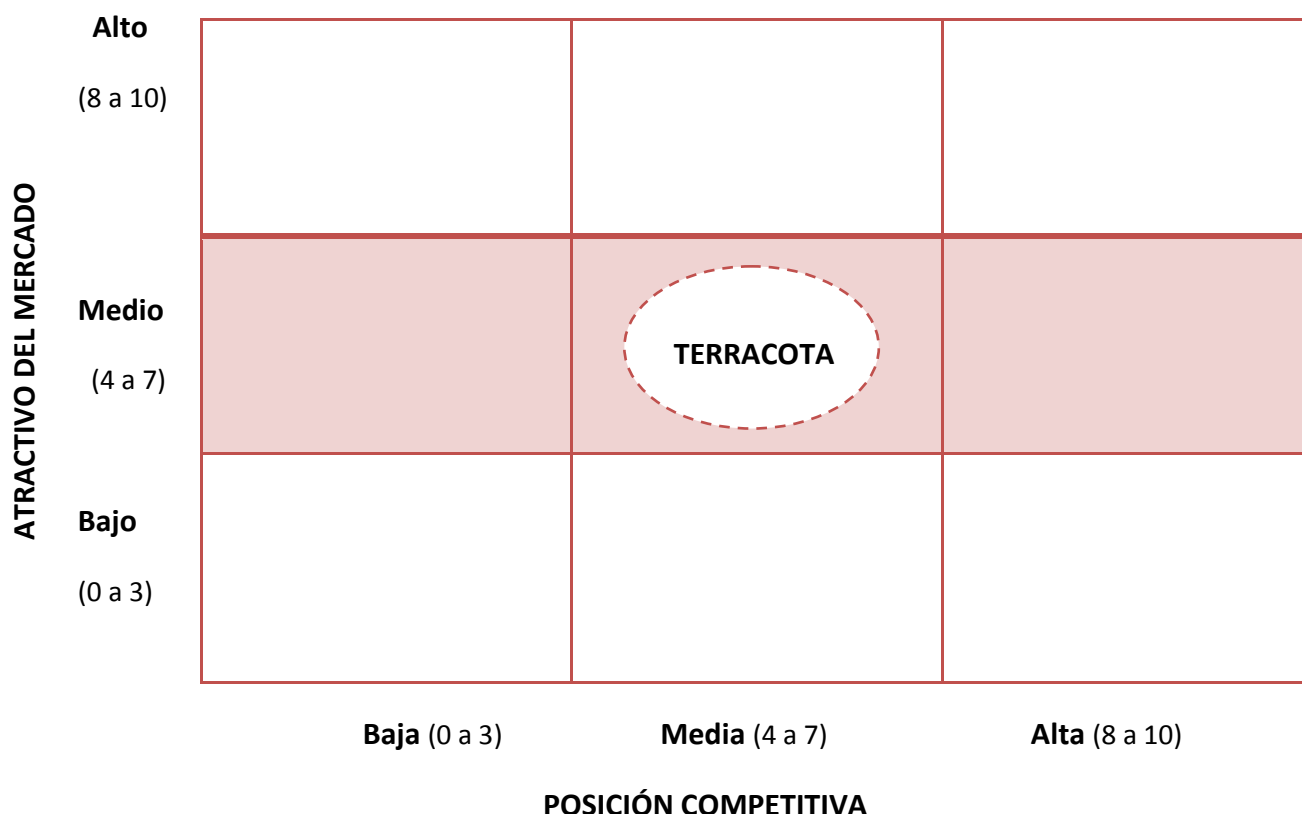 Alto
(8 a 10)
ATRACTIVO DEL MERCADO
Medio
(4 a 7)
TERRACOTA
Bajo
(0 a 3)
Baja (0 a 3)
Media (4 a 7)
Alta (8 a 10)
POSICIÓN COMPETITIVA